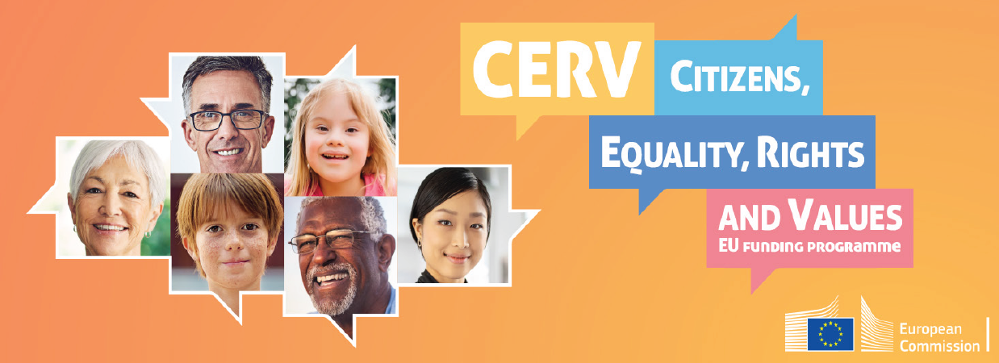 CERV
CITIZENS,
EQUALITY, RIGHTS
AND VALUES
EU FUNDING PROGRAMME
European
Commission